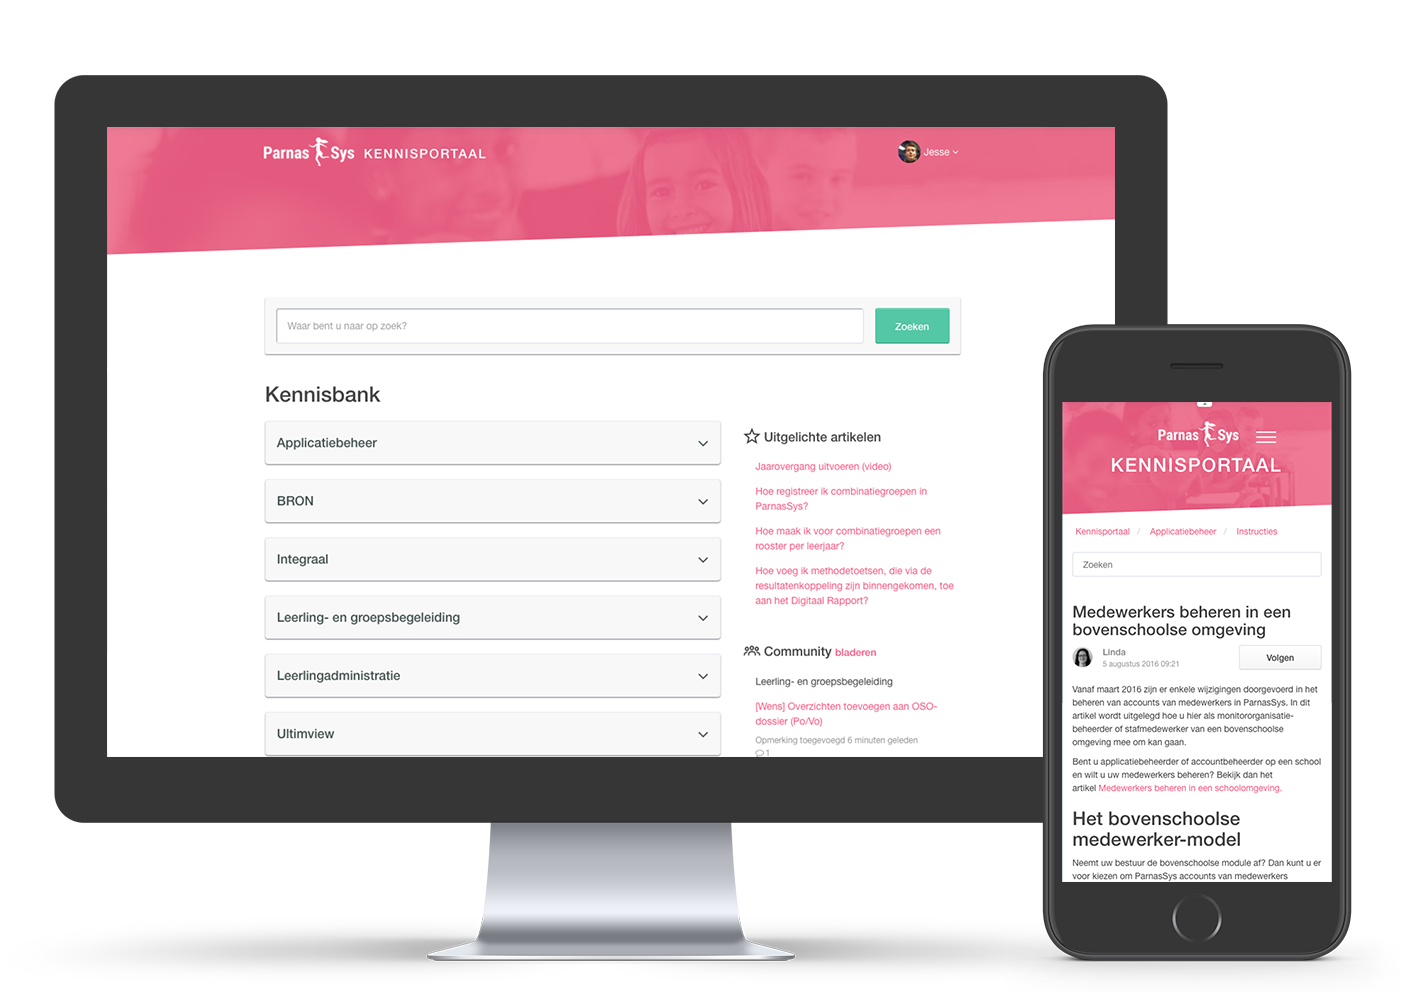 ParnasSys KENNISPORTAAL
Jesse
Waar bent u naar op zoek?
Zoeken
Kennisbank
Applicatiebeheer
BRON
Integraal
Leerling- en groepsbegeleiding
Leerlingadministratie
Ultimview
Uitgelichte artikelen
Jaarovergang uitvoeren (video)
Hoe registreer ik combinatiegroepen in
ParnasSys?
Hoe maak ik voor combinatiegroepen een
rooster per leerjaar?
Hoe voeg ik methodetoetsen, die via de
resultatenkoppeling zijn binnengekomen, toe
aan het Digitaal Rapport?
Community bladeren
Leerling- en groepsbegeleiding
[Wens] Overzichten toevoegen aan OSO-
dossier (Po/Vo)
Opmerking toegevoegd 6 minuten geleden
1
Parnas Sys
KENNISPORTAAL
Kennisportaal / Applicatiebeheer / Instructies
Zoeken
Medewerkers beheren in een
bovenschoolse omgeving
Linda
5 augustus 2016 09:21
Volgen
Vanaf maart 2016 zijn er enkele wijzigingen doorgevoerd in het
beheren van accounts van medewerkers in ParnasSys. In dit
artikel wordt uitgelegd hoe u hier als monitororganisatie-
beheerder of stafmedewerker van een bovenschoolse
omgeving mee om kan gaan.
Bent u applicatiebeheerder of accountbeheerder op een school
en wilt u uw medewerkers beheren? Bekijk dan het
artikel Medewerkers beheren in een schoolomgeving.
Het bovenschoolse
medewerker-model
Neemt uw bestuur de bovenschoolse module af? Dan kunt u er
voor kiezen om ParnasSys accounts van medewerkers